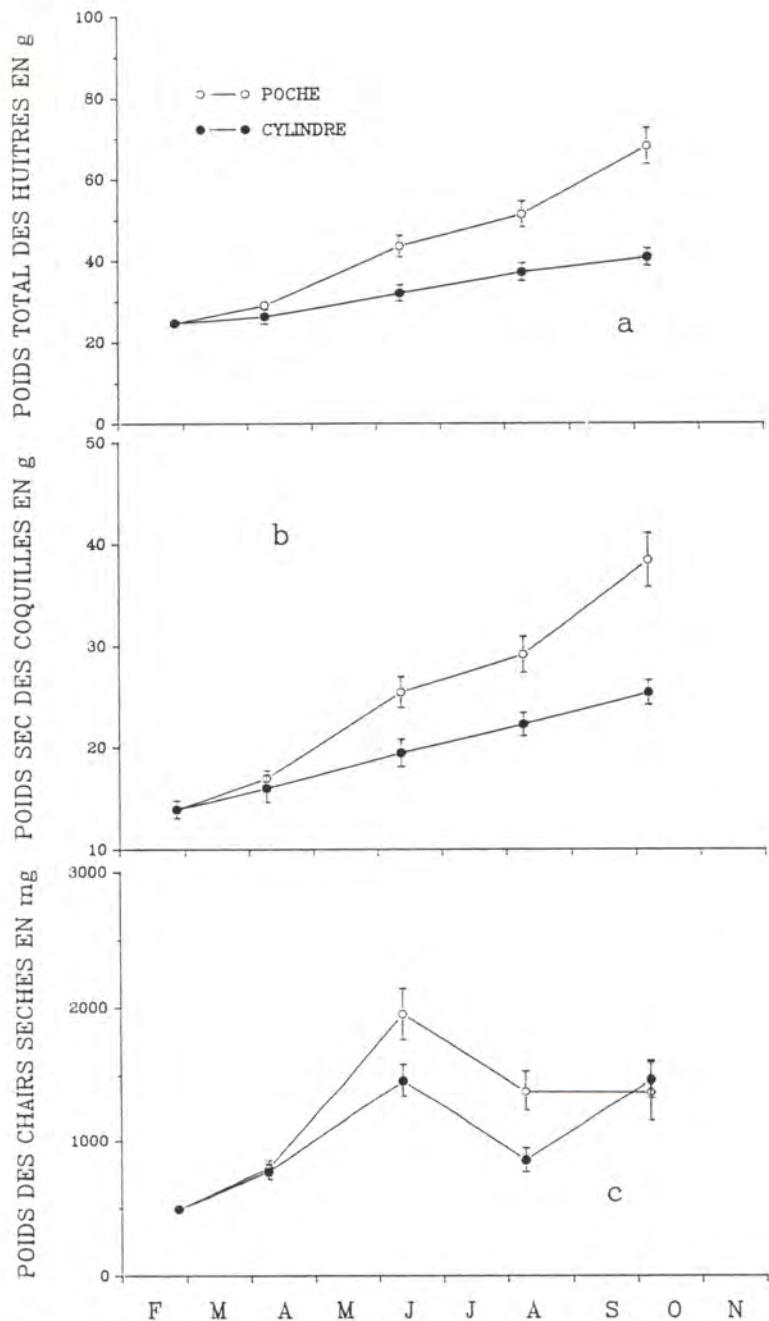 POIDS TOTAL DES HUITRES EN g
100
80
60
40
20
0
POCHE
CYLINDRE
a
POIDS SEC DES COQUILLES EN g
50
40
30
20
10
b
POIDS DES CHAIRS SECHES EN mg
3000
2000
1000
0
c
F M A M J J A S O N